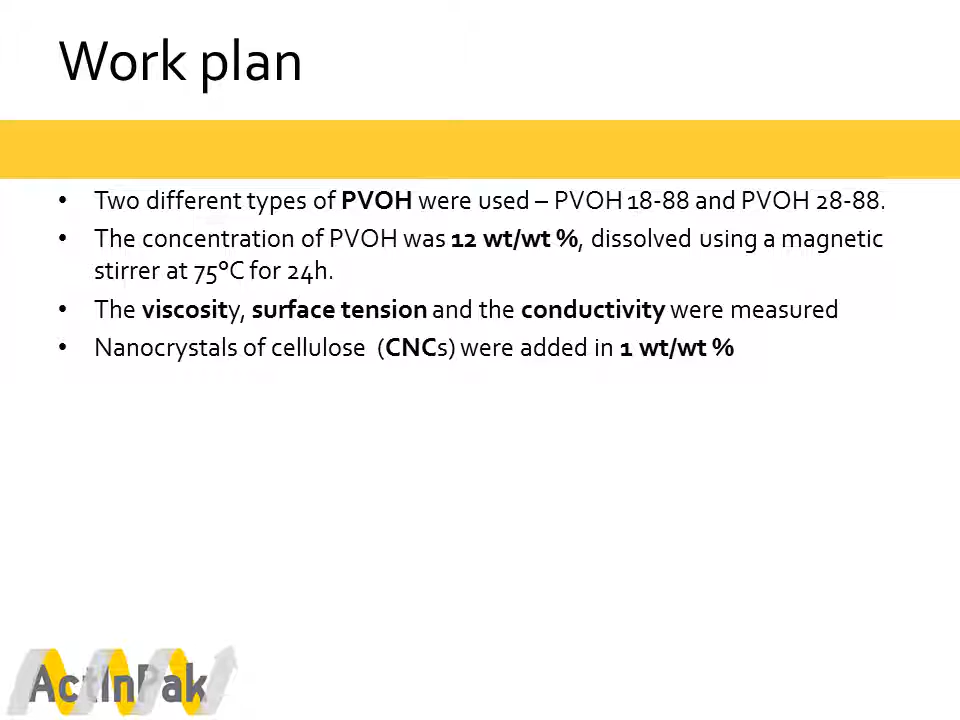 Work plan
• Two different types of PVOH were used – PVOH 18-88 and PVOH 28-88.
• The concentration of PVOH was 12 wt/wt %, dissolved using a magnetic
stirrer at 75°C for 24h.
• The viscosity, surface tension and the conductivity were measured
• Nanocrystals of cellulose (CNCs) were added in 1 wt/wt %
ActInPak